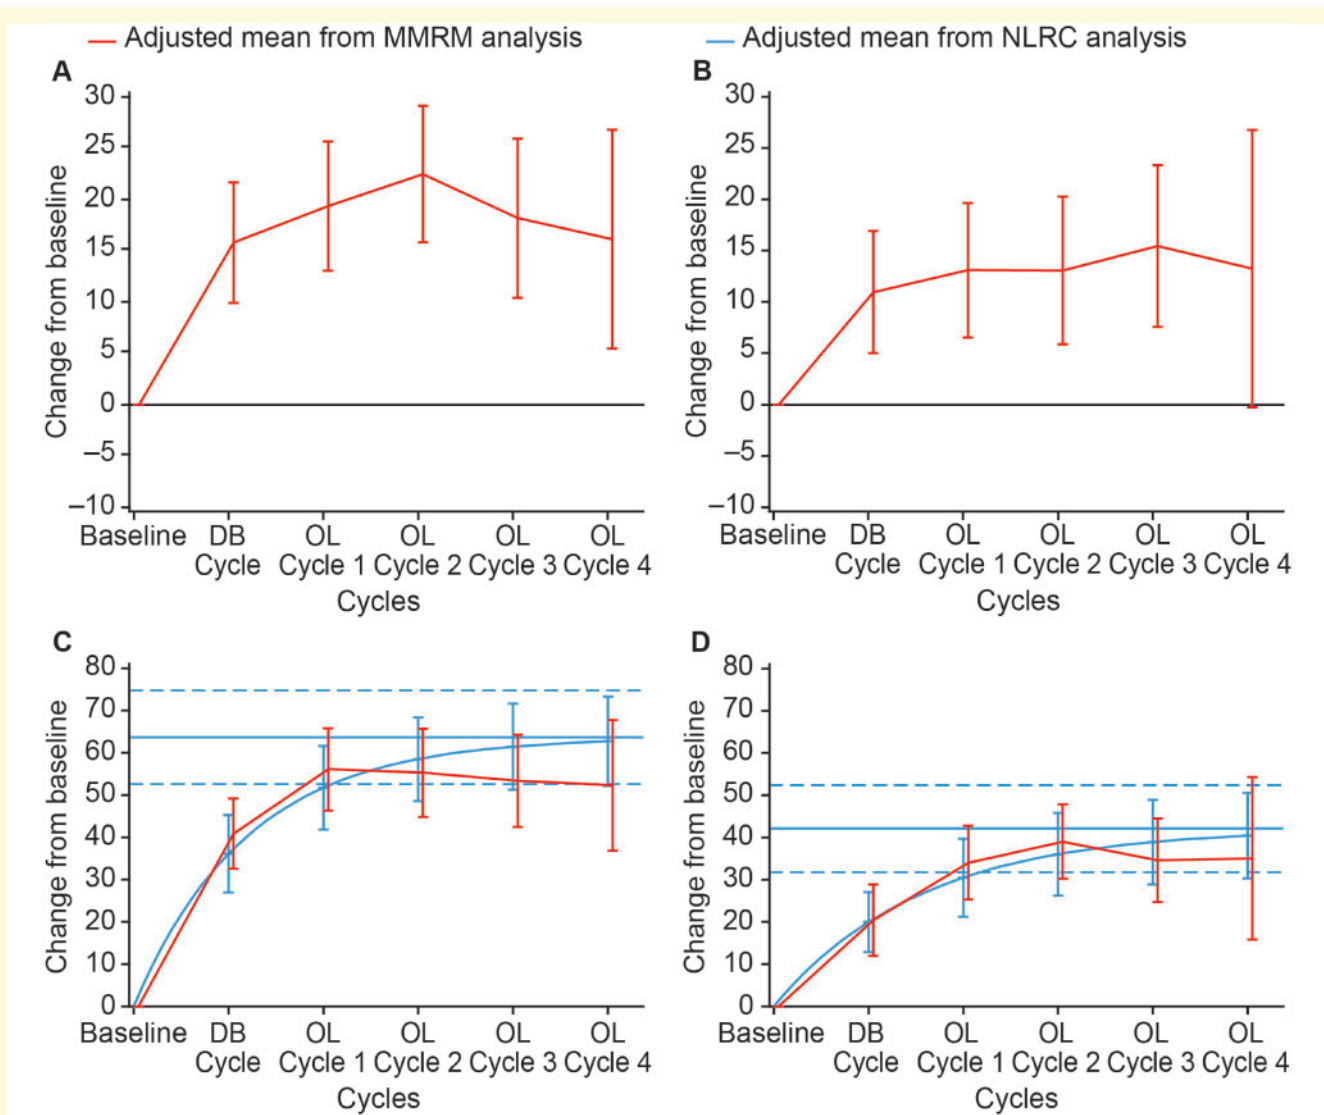 Adjusted mean from MMRM analysis
Adjusted mean from NLRC analysis
A
Change from baseline
30
25
20
15
10
5
0
–5
–10
Baseline DB OL OL OL OL
Cycle Cycle 1 Cycle 2 Cycle 3 Cycle 4
Cycles
B
Change from baseline
30
25
20
15
10
5
0
–5
–10
Baseline DB OL OL OL OL
Cycle Cycle 1 Cycle 2 Cycle 3 Cycle 4
Cycles
C
Change from baseline
80
70
60
50
40
30
20
10
0
Baseline DB OL OL OL OL
Cycle Cycle 1 Cycle 2 Cycle 3 Cycle 4
Cycles
D
Change from baseline
80
70
60
50
40
30
20
10
0
Baseline DB OL OL OL OL
Cycle Cycle 1 Cycle 2 Cycle 3 Cycle 4
Cycles